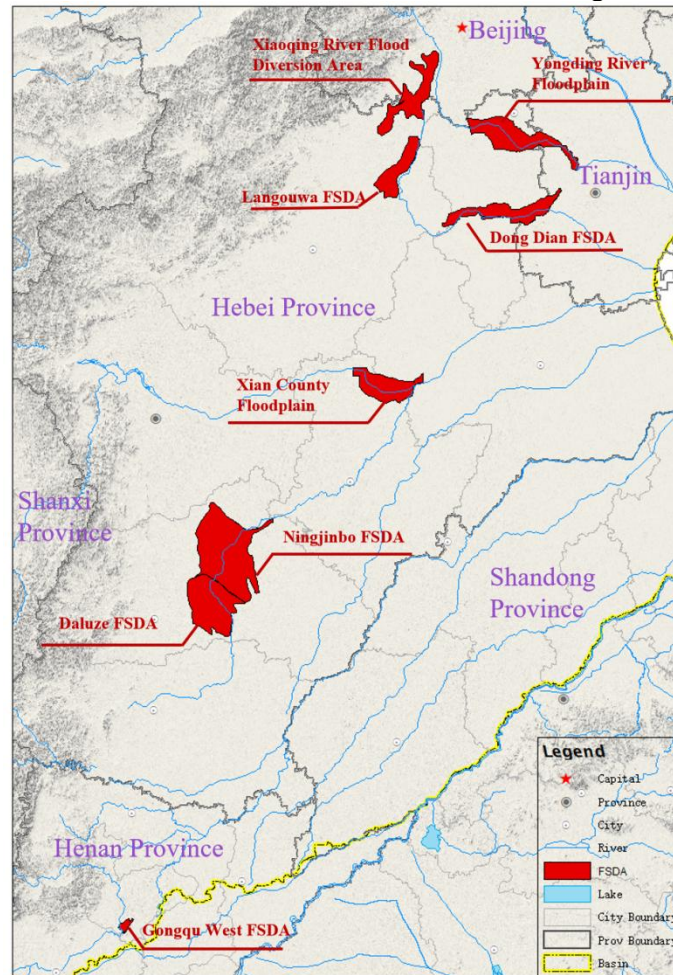 Beijing
Xiaoqing River Flood
Diversion Area
Yongding River
Floodplain
Tianjin
Langouwa FSDA
Dong Dian FSDA
Hebei Province
Xian County
Floodplain
Shanxi
Province
Ningjinbo FSDA
Shandong
Province
Daluze FSDA
Henan Province
Gongqu West FSDA
Legend
Capital
Province
City
River
FSDA
Lake
City Boundary
Prov Boundary
Basin